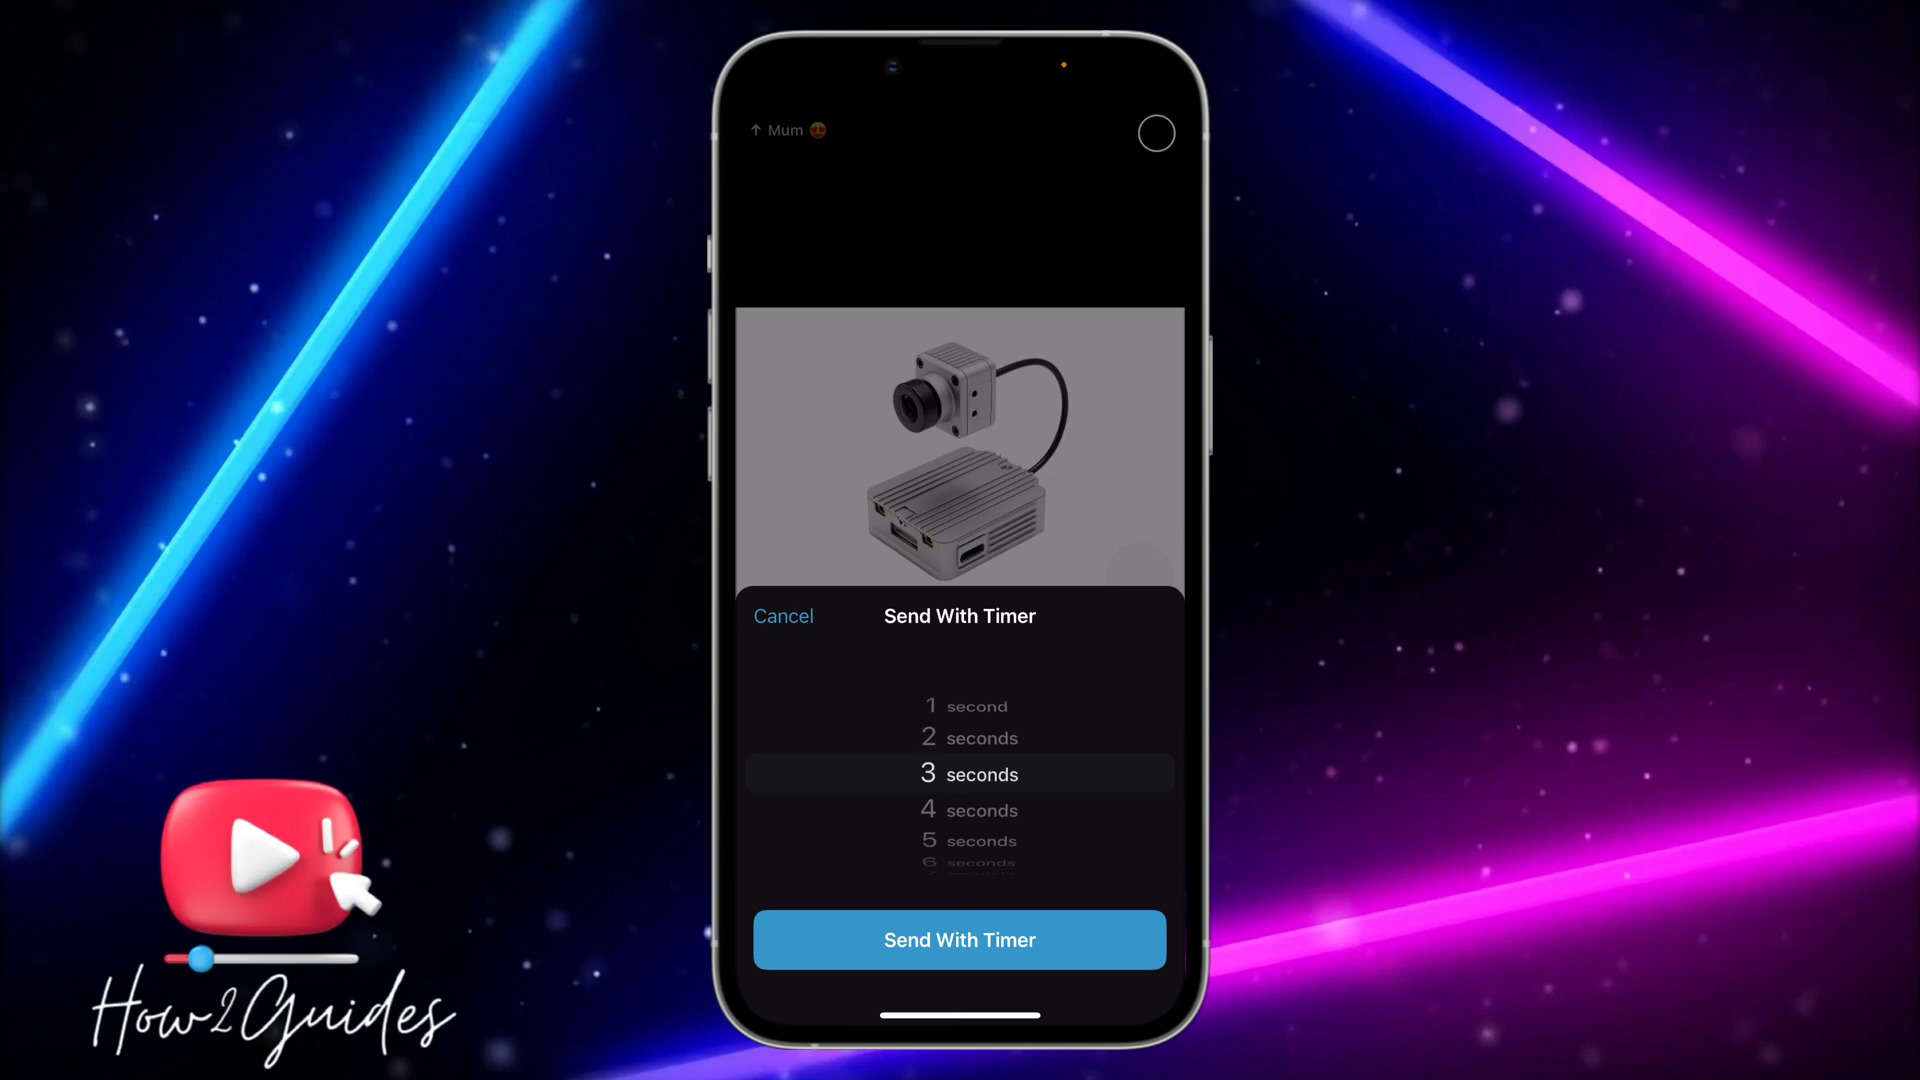 ↑ Mum 😍
Cancel
Send With Timer
1 second
2 seconds
3 seconds
4 seconds
5 seconds
6 seconds
Send With Timer
How2Guides